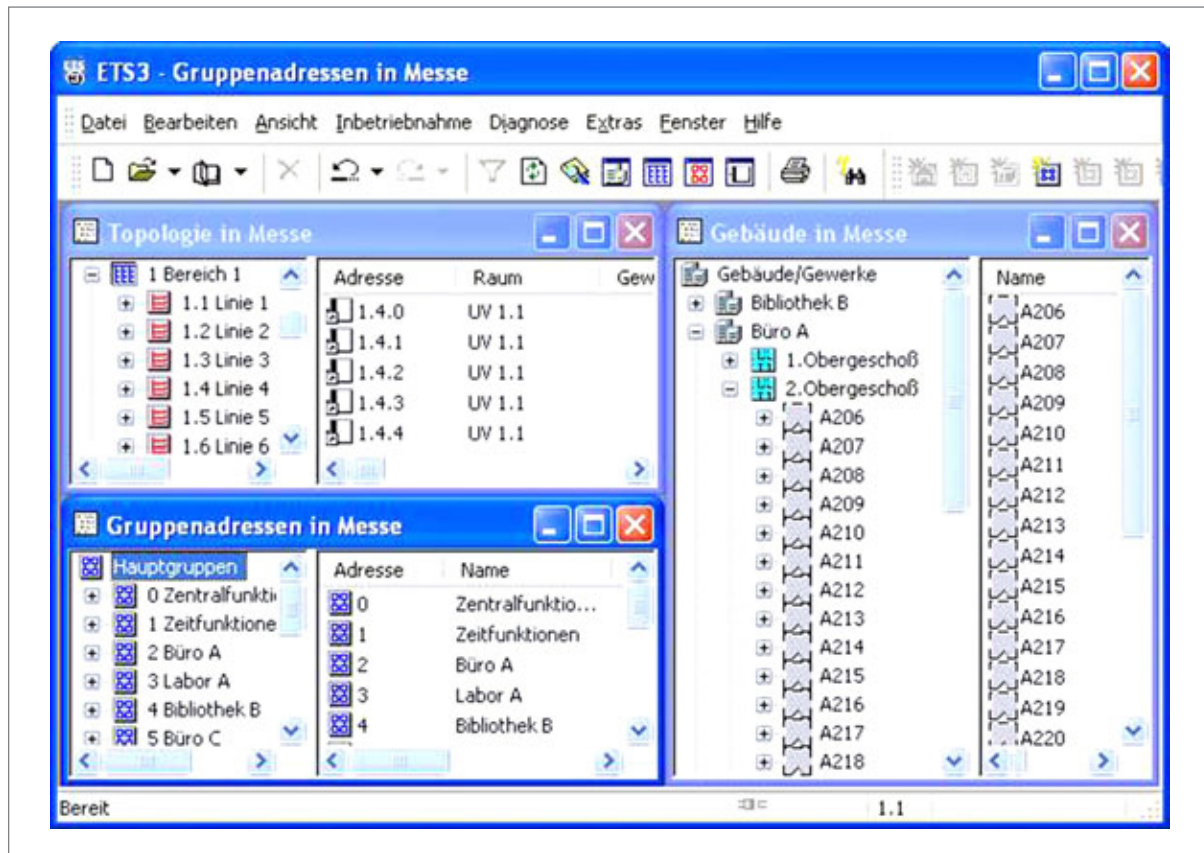 ETS3 - Gruppenadressen in Messe
Datei Bearbeiten Ansicht Inbetriebnahme Diagnose Extras Fenster Hilfe
Topologie in Messe
1 Bereich 1
1.1 Linie 1
1.2 Linie 2
1.3 Linie 3
1.4 Linie 4
1.5 Linie 5
1.6 Linie 6
Adresse Raum Gew
1.4.0 UV 1.1
1.4.1 UV 1.1
1.4.2 UV 1.1
1.4.3 UV 1.1
1.4.4 UV 1.1
Gruppenadressen in Messe
Hauptgruppen
0 Zentralfunkti
1 Zeitfunktione
2 Büro A
3 Labor A
4 Bibliothek B
5 Büro C
Adresse Name
0 Zentralfunktio...
1 Zeitfunktionen
2 Büro A
3 Labor A
4 Bibliothek B
Gebäude in Messe
Gebäude/Gewerke
Bibliothek B
Büro A
1.Obergeschoß
2.Obergeschoß
A206
A207
A208
A209
A210
A211
A212
A213
A214
A215
A216
A217
A218
Name
A206
A207
A208
A209
A210
A211
A212
A213
A214
A215
A216
A217
A218
A219
A220
Bereit 1.1